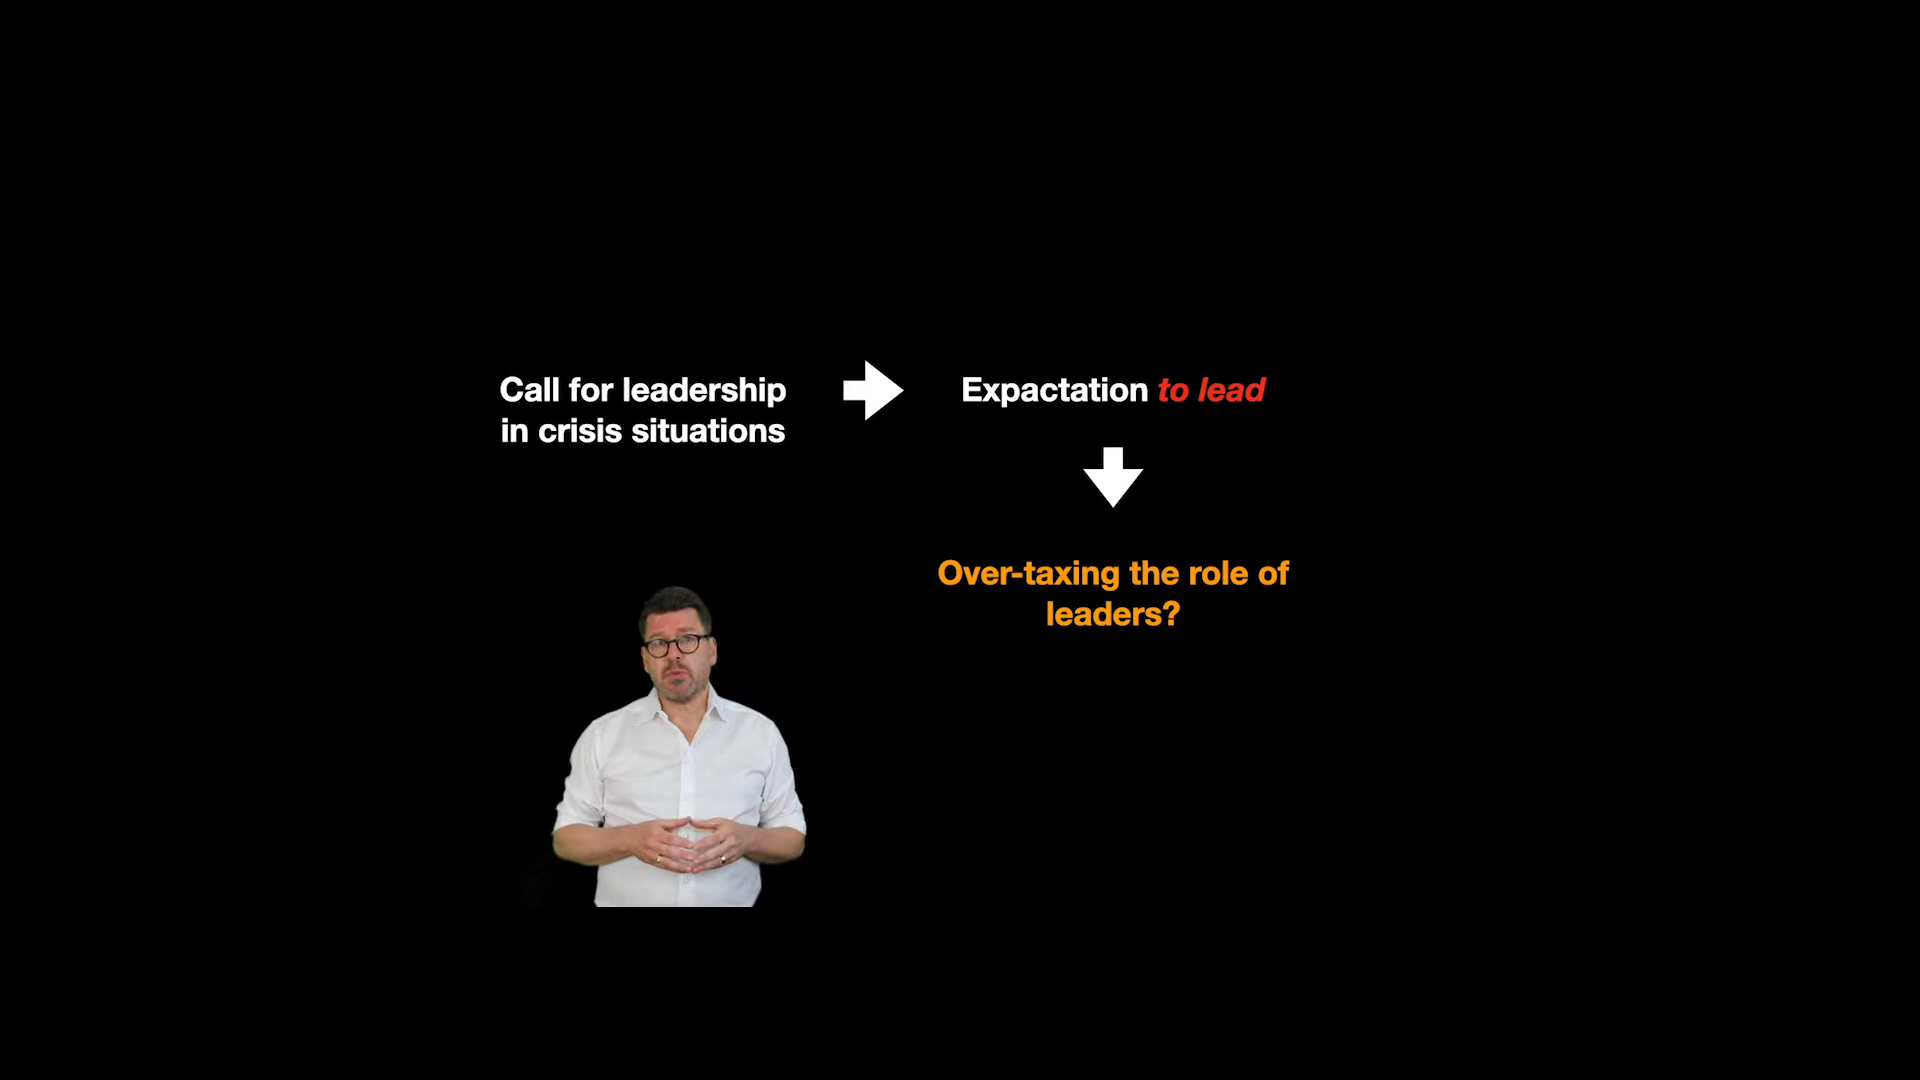 Call for leadership
in crisis situations
Expactation to lead
Over-taxing the role of
leaders?